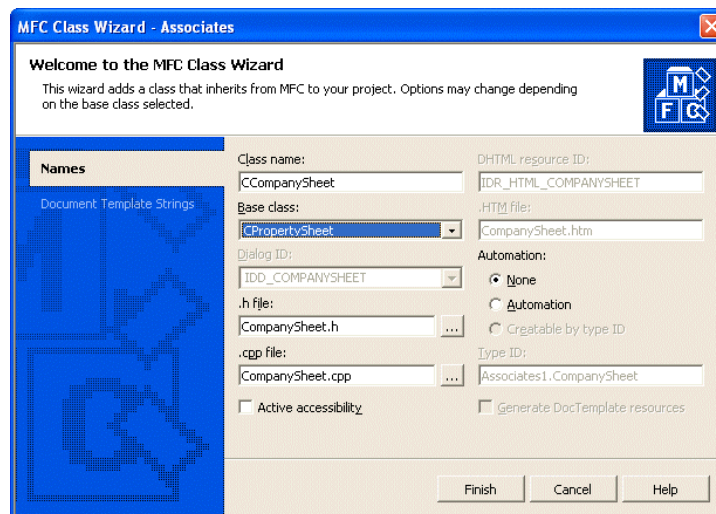 MFC Class Wizard - Associates
Welcome to the MFC Class Wizard
This wizard adds a class that inherits from MFC to your project. Options may change depending
on the base class selected.
M
F C
Names
Document Template Strings
Class name:
CCompanySheet
Base class:
CPropertySheet
Dialog ID:
IDD_COMPANYSHEET
.h file:
CompanySheet.h
...
.cpp file:
CompanySheet.cpp
...
Active accessibility
DHTML resource ID:
IDR_HTML_COMPANYSHEET
.HTM file:
CompanySheet.htm
Automation:
None
Automation
Creatable by type ID
Type ID:
Associates1.CompanySheet
Generate DocTemplate resources
Finish
Cancel
Help